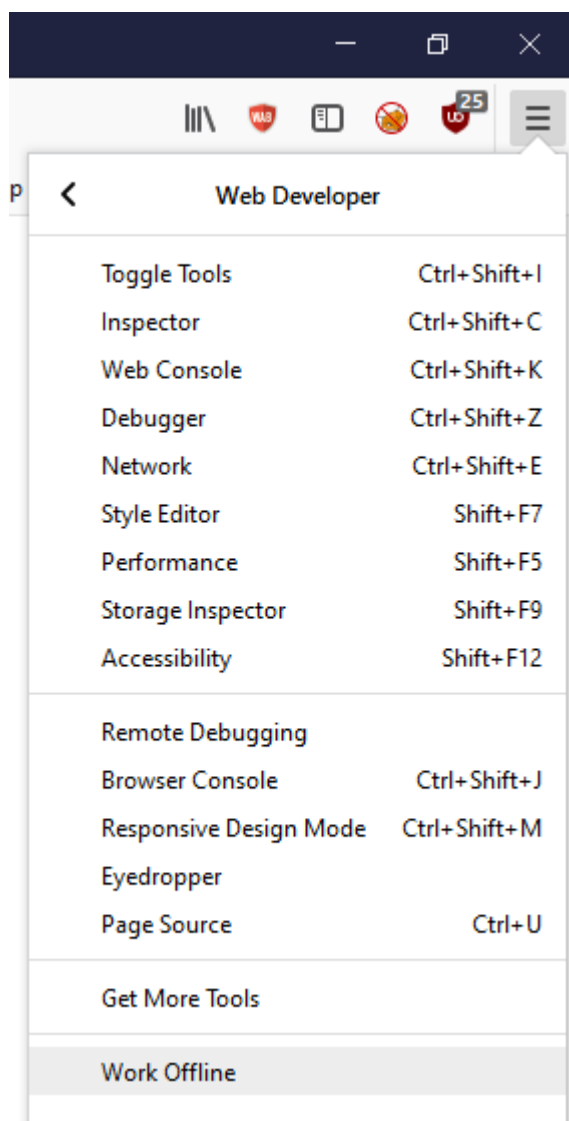 25
p
Web Developer
Toggle Tools Ctrl+Shift+I
Inspector Ctrl+Shift+C
Web Console Ctrl+Shift+K
Debugger Ctrl+Shift+Z
Network Ctrl+Shift+E
Style Editor Shift+F7
Performance Shift+F5
Storage Inspector Shift+F9
Accessibility Shift+F12
Remote Debugging
Browser Console Ctrl+Shift+J
Responsive Design Mode Ctrl+Shift+M
Eyedropper
Page Source Ctrl+U
Get More Tools
Work Offline